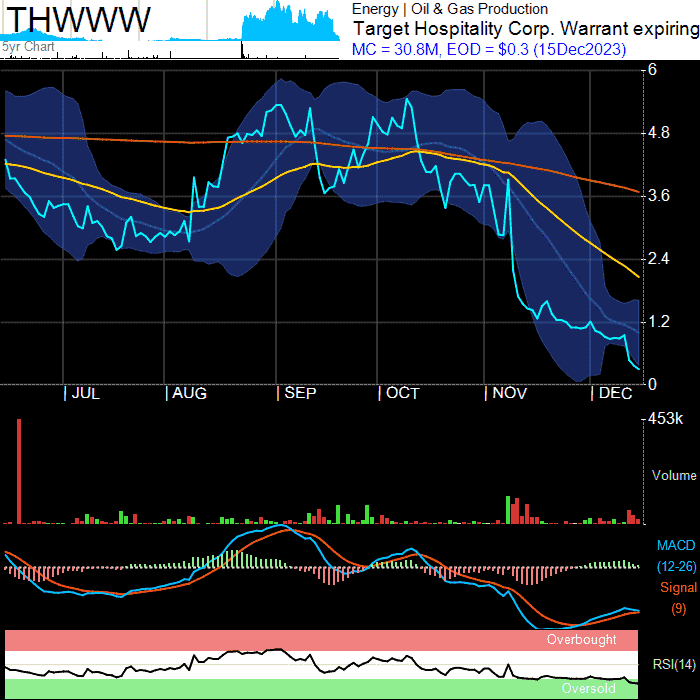 THWWW
5yr Chart
Energy | Oil & Gas Production
Target Hospitality Corp. Warrant expiring
MC = 30.8M, EOD = $0.3 (15Dec2023)
6
4.8
3.6
2.4
1.2
0
| JUL | AUG | SEP | OCT | NOV | DEC
453k
Volume
MACD
(12-26)
Signal
(9)
Overbought
RSI(14)
Oversold